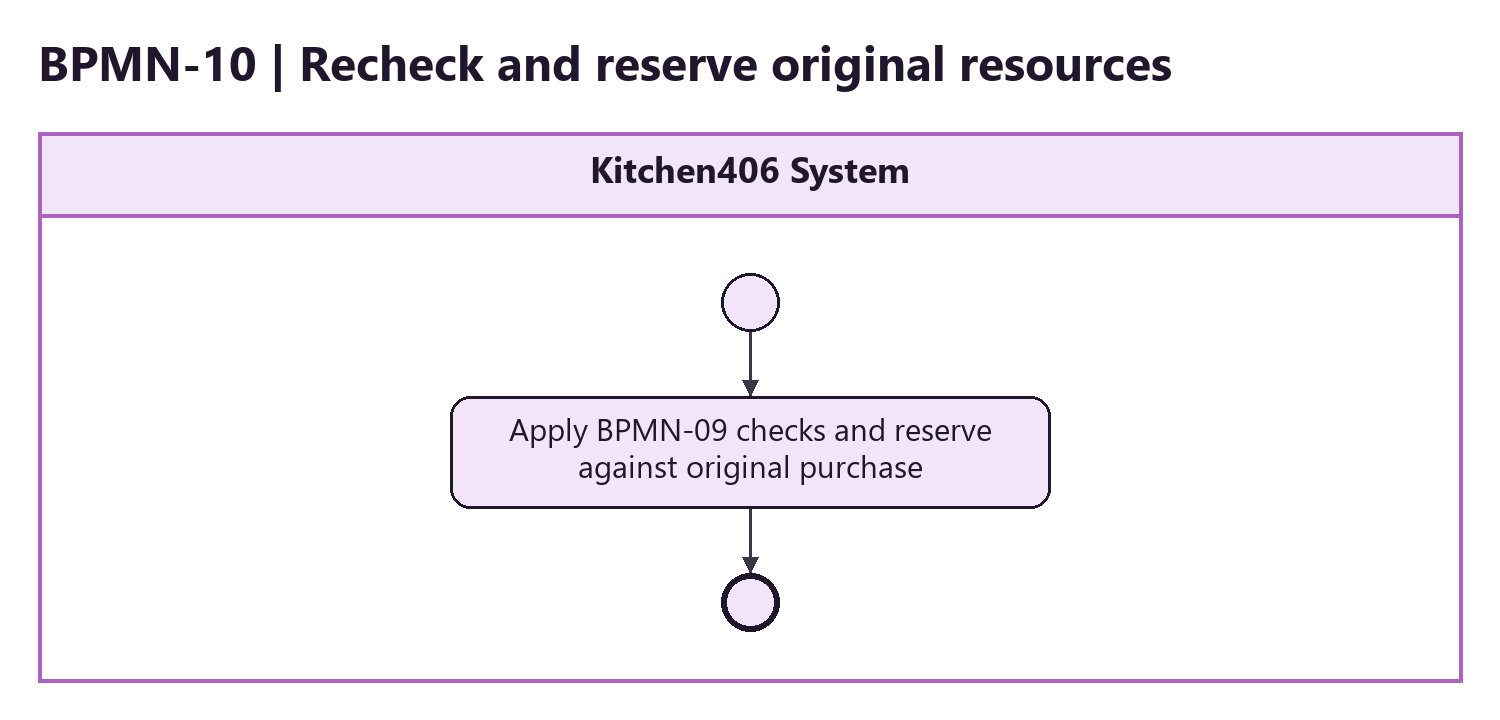 BPMN-10 | Recheck and reserve original resources
Kitchen406 System
Apply BPMN-09 checks and reserve
against original purchase